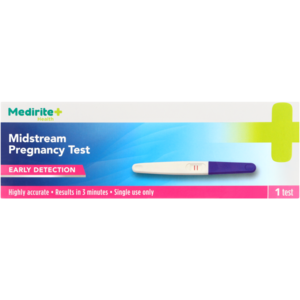 Medirite+
health
Midstream
Pregnancy Test
EARLY DETECTION
Highly accurate • Results in 3 minutes • Single use only
1 test